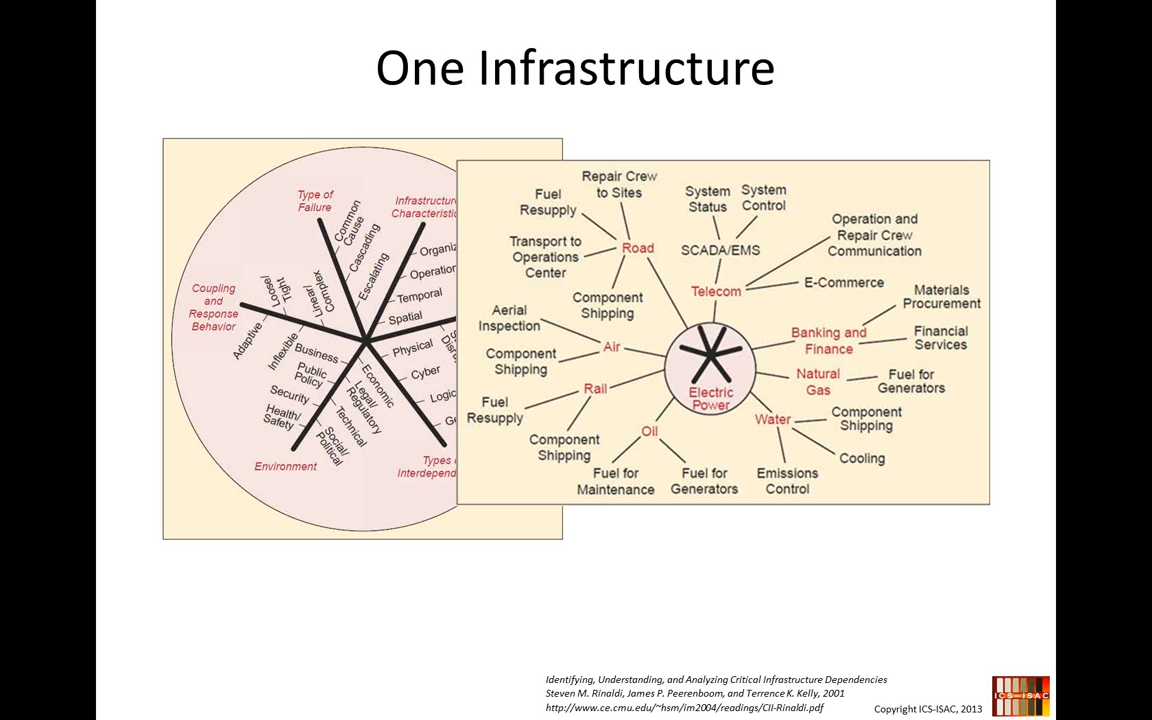 One Infrastructure
Type of
Failure
Common
Cause
Cascading
Escalating
Infrastructure
Organiz
Operation
Temporal
Spatial
Coupling
and
Response
Behavior
Loose/
Tight
Linear/
Complex
Adaptive
Inflexible
Business
Public
Policy
Security
Health/
Safety
Economic
Legal/
Regulatory
Technical
Social/
Political
Environment
Physical
Cyber
Logic
Ge
Types
Interdepend
Repair Crew
to Sites
Fuel
Resupply
Transport to
Operations
Center
Road
Component
Shipping
System
Status
System
Control
SCADA/EMS
Telecom
Operation and
Repair Crew
Communication
E-Commerce
Materials
Procurement
Banking and
Finance
Financial
Services
Natural
Gas
Fuel for
Generators
Water
Component
Shipping
Cooling
Emissions
Control
Aerial
Inspection
Air
Component
Shipping
Rail
Fuel
Resupply
Component
Shipping
Oil
Fuel for
Maintenance
Fuel for
Generators
Electric
Power
Identifying, Understanding, and Analyzing Critical Infrastructure Dependencies
Steven M. Rinaldi, James P. Peerenboom, and Terrence K. Kelly, 2001
http://www.ce.cmu.edu/~hsm/im2004/readings/CII-Rinaldi.pdf
Copyright ICS-ISAC, 2013
ICS-ISAC